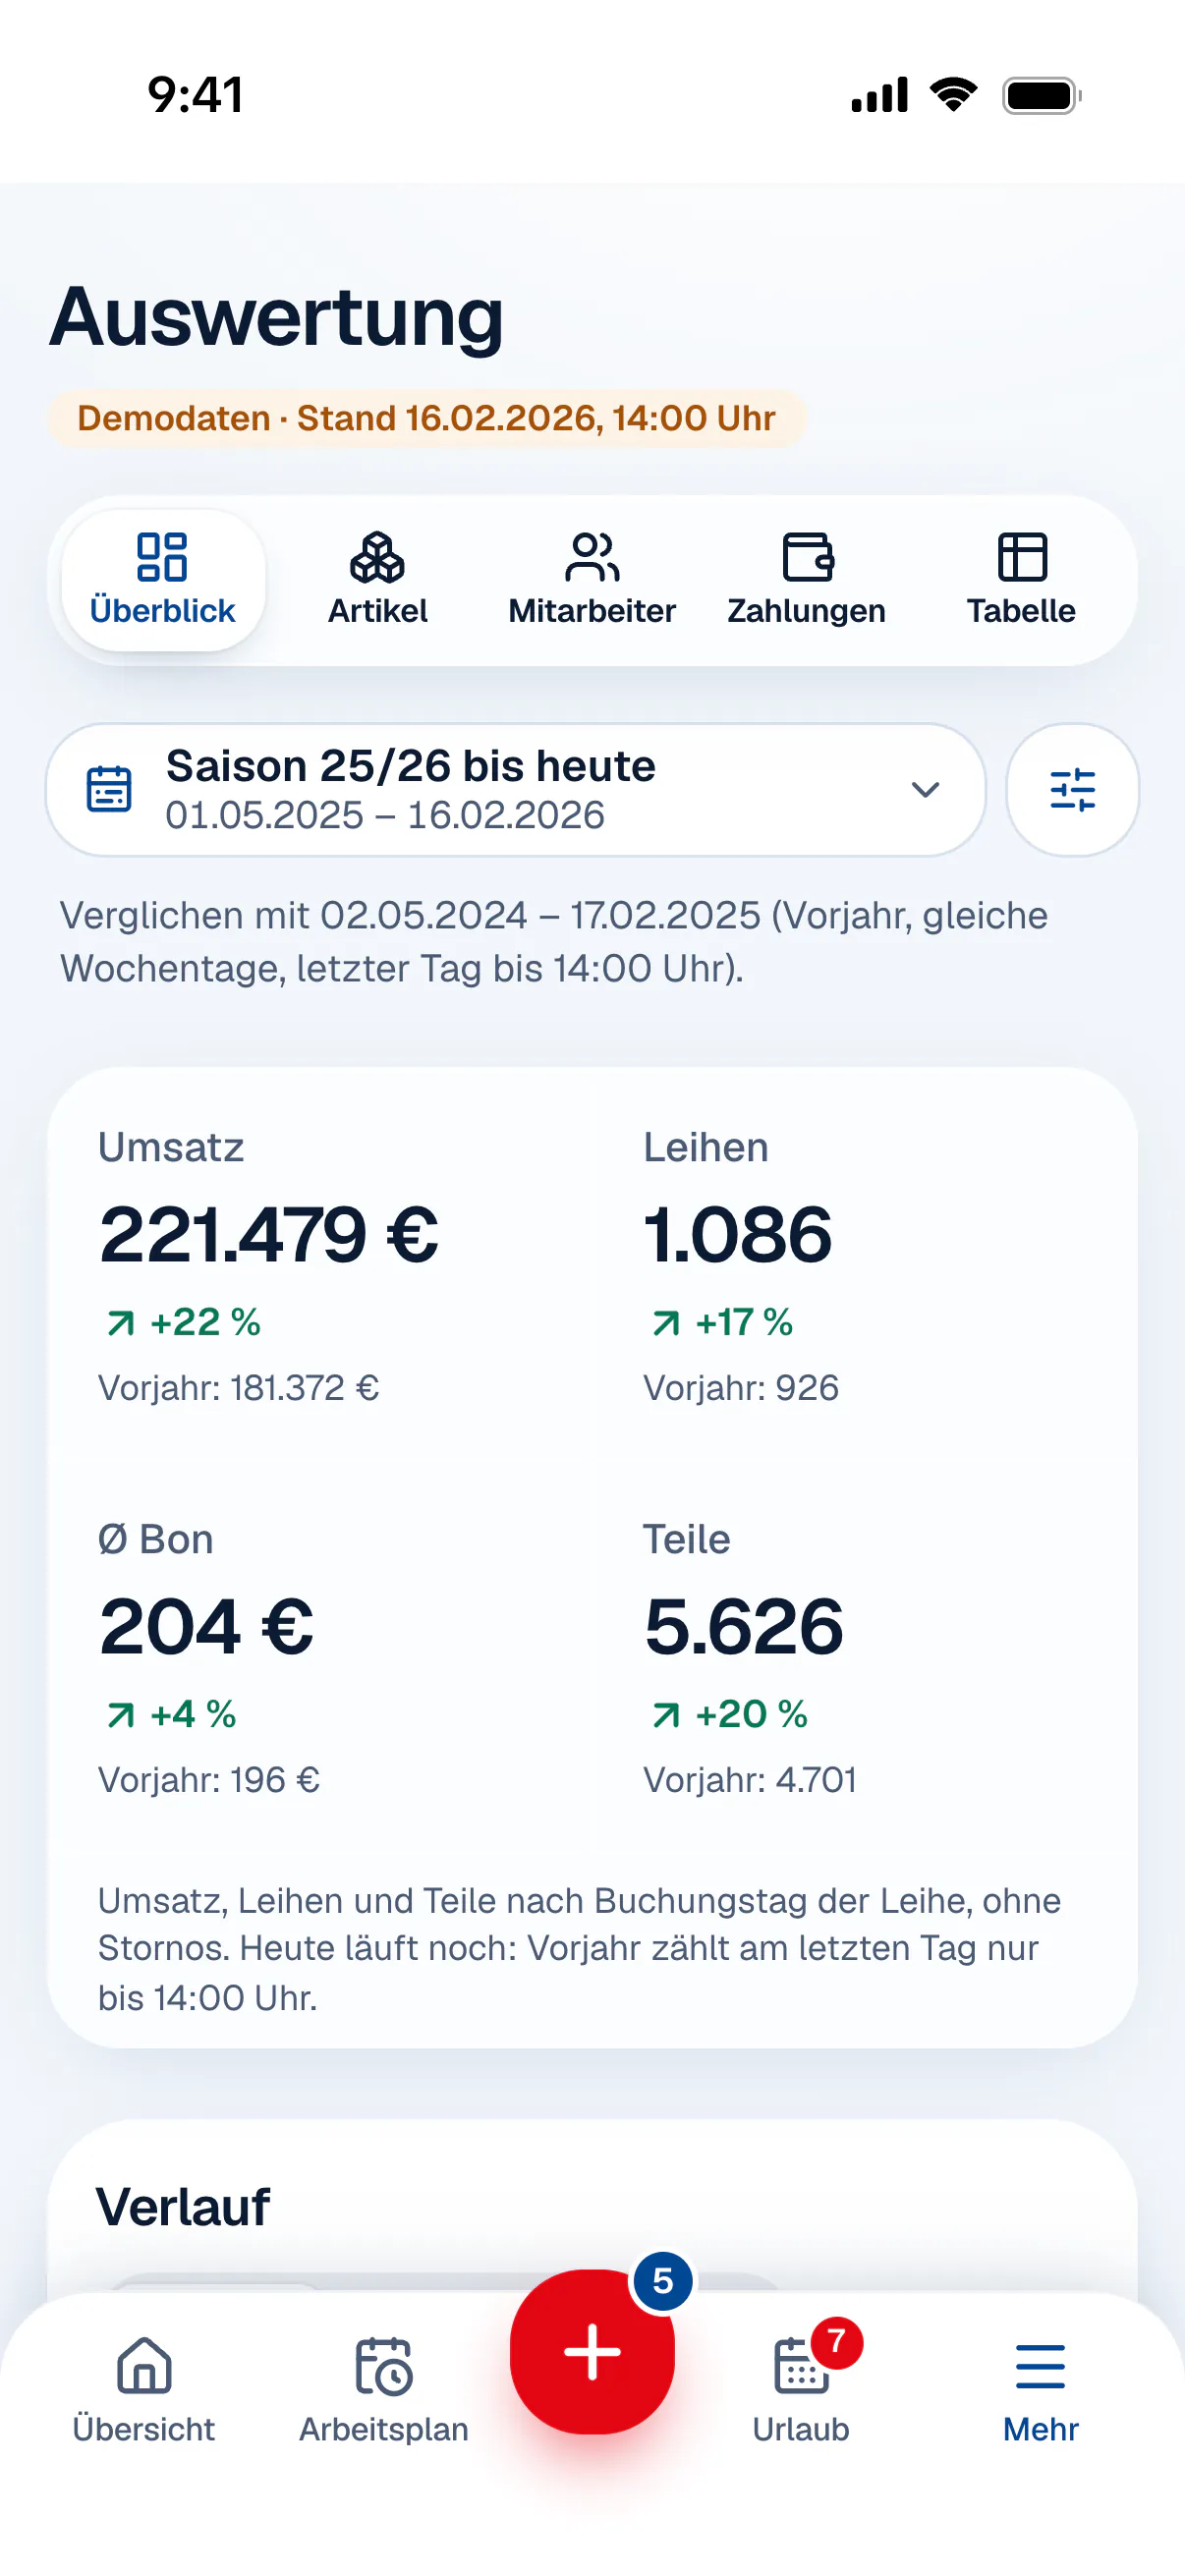 9:41
Auswertung
Demodaten · Stand 16.02.2026, 14:00 Uhr
Überblick
Artikel
Mitarbeiter
Zahlungen
Tabelle
Saison 25/26 bis heute
01.05.2025 – 16.02.2026
Verglichen mit 02.05.2024 – 17.02.2025 (Vorjahr, gleiche
Wochentage, letzter Tag bis 14:00 Uhr).
Umsatz
221.479 €
+22 %
Vorjahr: 181.372 €
Leihen
1.086
+17 %
Vorjahr: 926
Ø Bon
204 €
+4 %
Vorjahr: 196 €
Teile
5.626
+20 %
Vorjahr: 4.701
Umsatz, Leihen und Teile nach Buchungstag der Leihe, ohne
Stornos. Heute läuft noch: Vorjahr zählt am letzten Tag nur
bis 14:00 Uhr.
Verlauf
Übersicht
Arbeitsplan
5
7
Urlaub
Mehr